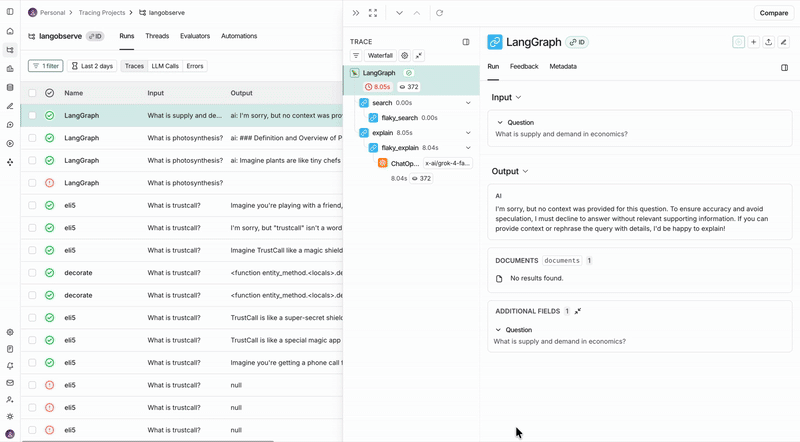 Personal > Tracing Projects > langobserve
Compare
langobserve ID Runs Threads Evaluators Automations
1 filter Last 2 days Traces LLM Calls Errors
Name Input Output
LangGraph What is supply and de... ai: I'm sorry, but no context was pro
LangGraph What is photosynthesis? ai: ### Definition and Overview of P
LangGraph What is photosynthesis? ai: Imagine plants are like tiny chefs
LangGraph What is photosynthesis?
eli5 What is trustcall? Imagine you're playing with a friend,
eli5 What is trustcall? I'm sorry, but "trustcall" isn't a word
eli5 What is trustcall? Imagine TrustCall is like a magic shield
decorate What is trustcall? <function entity_method.<locals>.de
decorate What is trustcall? <function entity_method.<locals>.de
eli5 What is trustcall? TrustCall is like a super-secret shield
eli5 What is trustcall? TrustCall is like a special magic app
eli5 What is trustcall? Imagine you're getting a phone call f
eli5 What is trustcall? null
eli5 What is trustcall? null
eli5 What is trustcall? null
TRACE
Waterfall
LangGraph
8.05s 372
search 0.00s
flaky_search 0.00s
explain 8.05s
flaky_explain 8.04s
ChatOp... x-ai/grok-4-fa...
8.04s 372
LangGraph ID
Run Feedback Metadata
Input
Question
What is supply and demand in economics?
Output
AI
I'm sorry, but no context was provided for this question. To ensure accuracy and avoid
speculation, I must decline to answer without relevant supporting information. If you can
provide context or rephrase the query with details, I'd be happy to explain!
DOCUMENTS documents 1
No results found.
ADDITIONAL FIELDS 1
Question
What is supply and demand in economics?